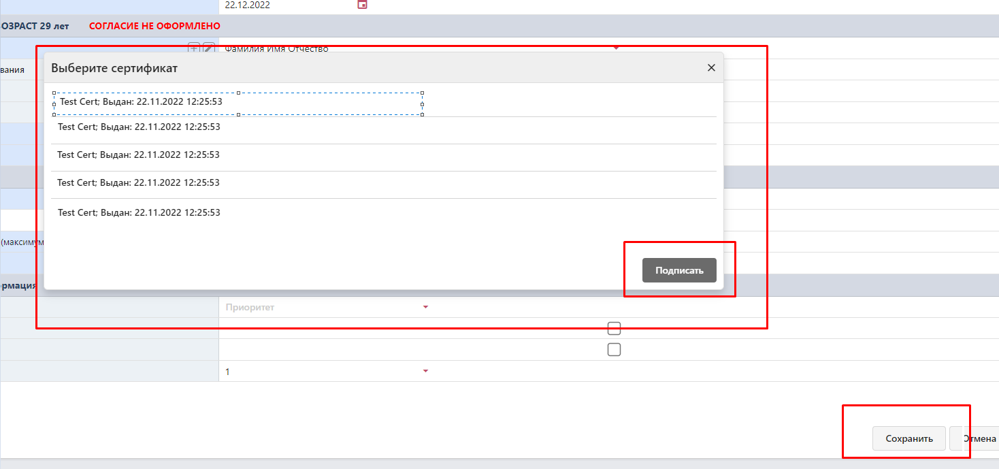 22.12.2022
ОЗРАСТ 29 лет СОГЛАСИЕ НЕ ОФОРМЛЕНО
Фамилия Имя Отчество
вания
Выберите сертификат
Test Cert; Выдан: 22.11.2022 12:25:53
Test Cert; Выдан: 22.11.2022 12:25:53
Test Cert; Выдан: 22.11.2022 12:25:53
Test Cert; Выдан: 22.11.2022 12:25:53
Test Cert; Выдан: 22.11.2022 12:25:53
(максимум
Подписать
рмация
Приоритет
1
Сохранить Отмена